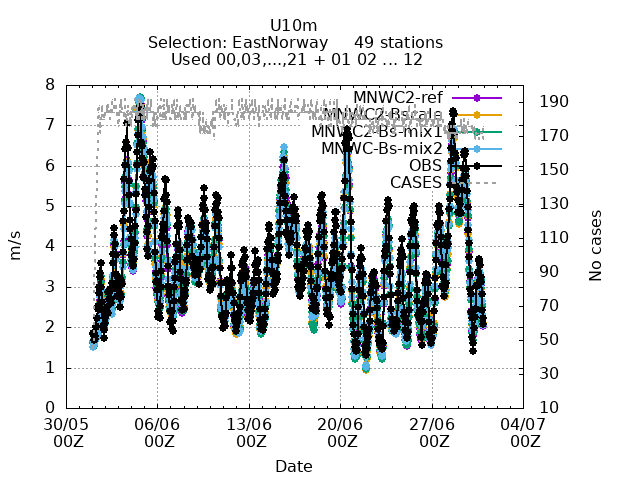 U10m
Selection: EastNorway 49 stations
Used 00,03,...,21 + 01 02 ... 12
MNWC2-ref
MNWC2-Bscale
MNWC2-Bs-mix1
MNWC-Bs-mix2
OBS
CASES
8
7
6
5
4
3
2
1
0
190
170
150
130
110
90
70
50
30
10
m/s
No cases
30/05 06/06 13/06 20/06 27/06 04/07
00Z 00Z 00Z 00Z 00Z 00Z
Date